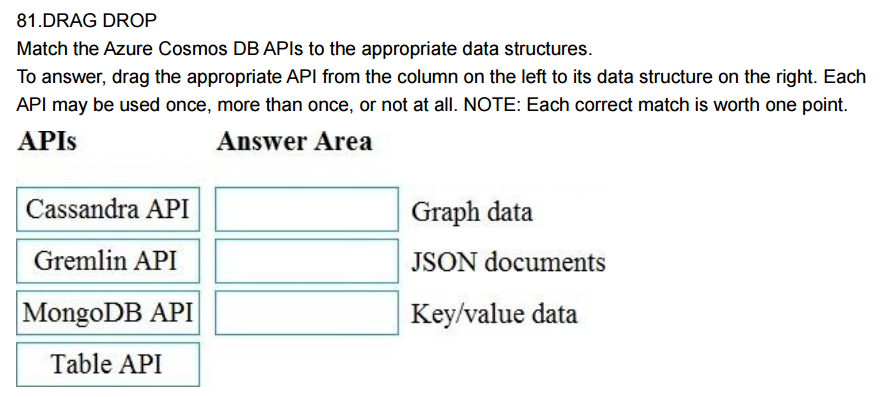 81.DRAG DROP
Match the Azure Cosmos DB APIs to the appropriate data structures.
To answer, drag the appropriate API from the column on the left to its data structure on the right. Each
API may be used once, more than once, or not at all. NOTE: Each correct match is worth one point.
APIs Answer Area
Cassandra API Graph data
Gremlin API JSON documents
MongoDB API Key/value data
Table API